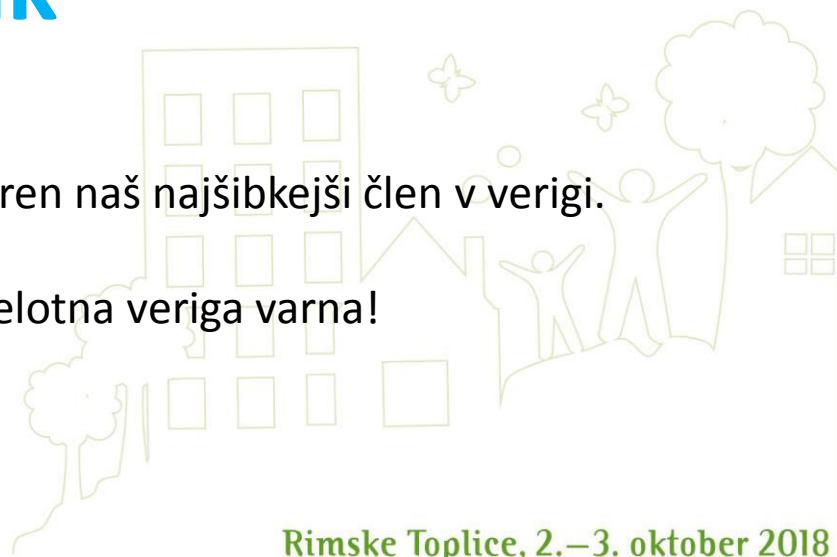 ren naš najšibkejši člen v verigi.
elotna veriga varna!
Rimske Toplice, 2.–3. oktober 2018